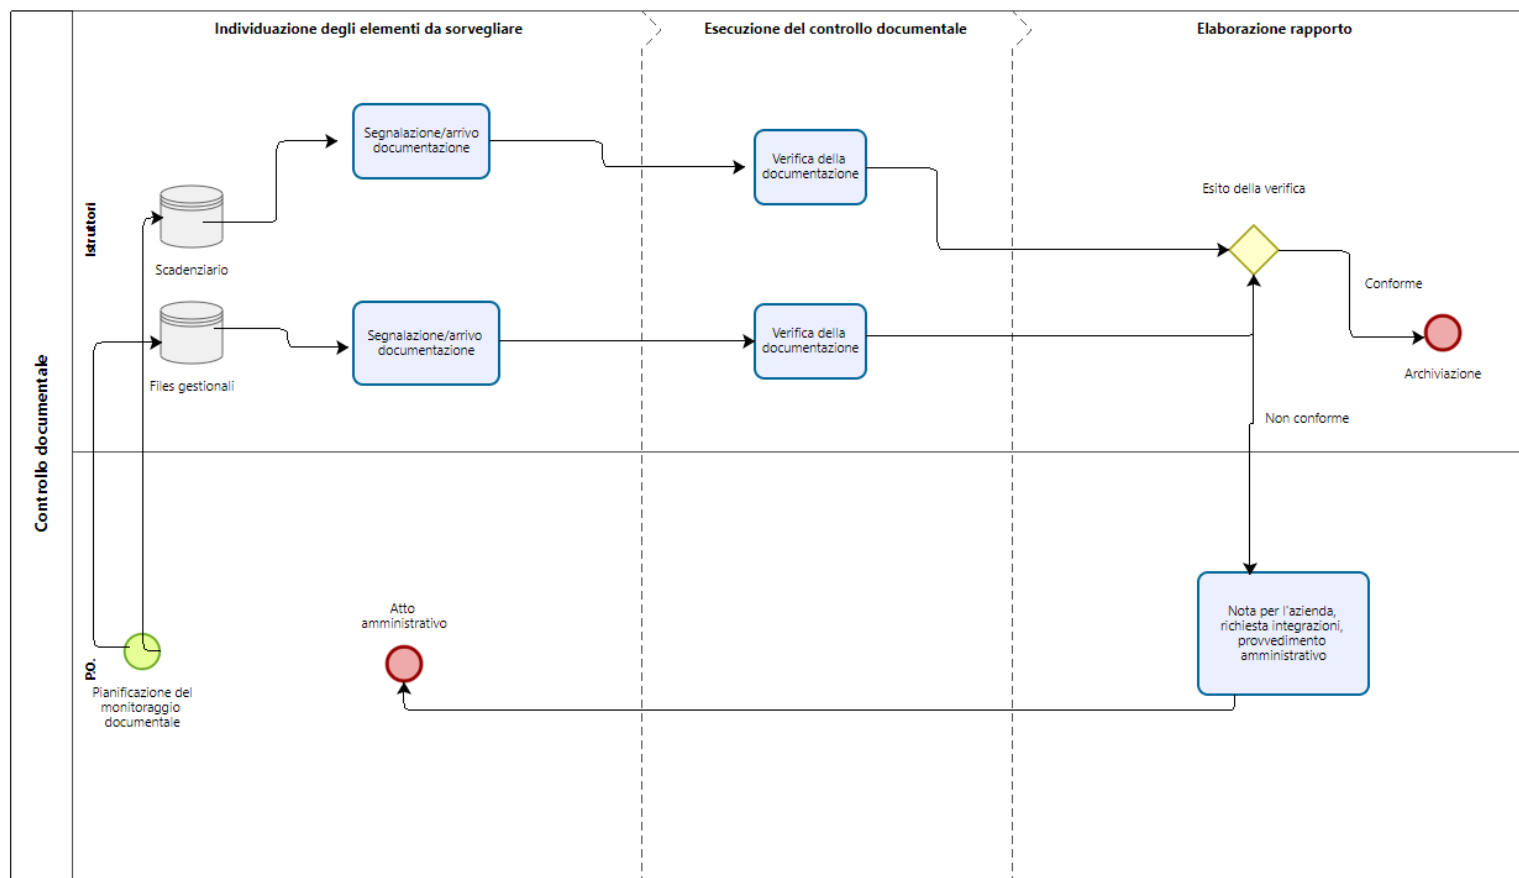 Individuazione degli elementi da sorvegliare
Esecuzione del controllo documentale
Elaborazione rapporto
Controllo documentale
Istruttori
Segnalazione/arrivo
documentazione
Verifica della
documentazione
Esito della verifica
Scadenziario
Conforme
Segnalazione/arrivo
documentazione
Verifica della
documentazione
Files gestionali
Archiviazione
Non conforme
P.O.
Pianificazione del
monitoraggio
documentale
Atto
amministrativo
Nota per l'azienda,
richiesta integrazioni,
provvedimento
amministrativo